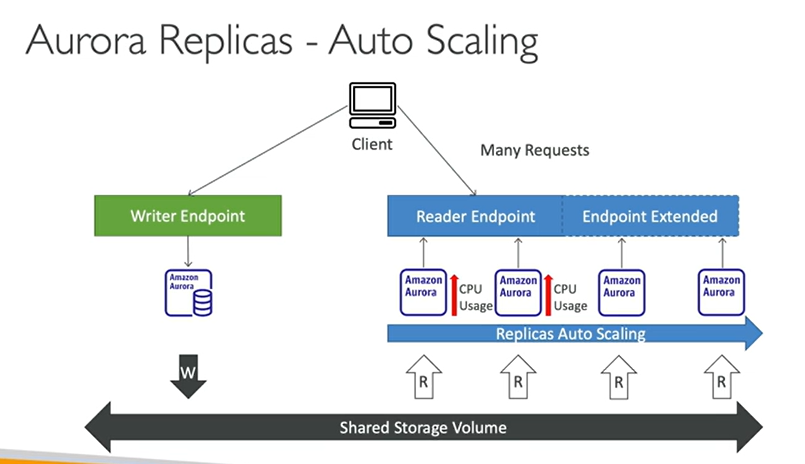 Aurora Replicas - Auto Scaling
Client
Many Requests
Writer Endpoint
Reader Endpoint
Endpoint Extended
Amazon
Aurora
Amazon
Aurora
CPU
Usage
Amazon
Aurora
CPU
Usage
Amazon
Aurora
Amazon
Aurora
Replicas Auto Scaling
W
R
R
R
R
Shared Storage Volume